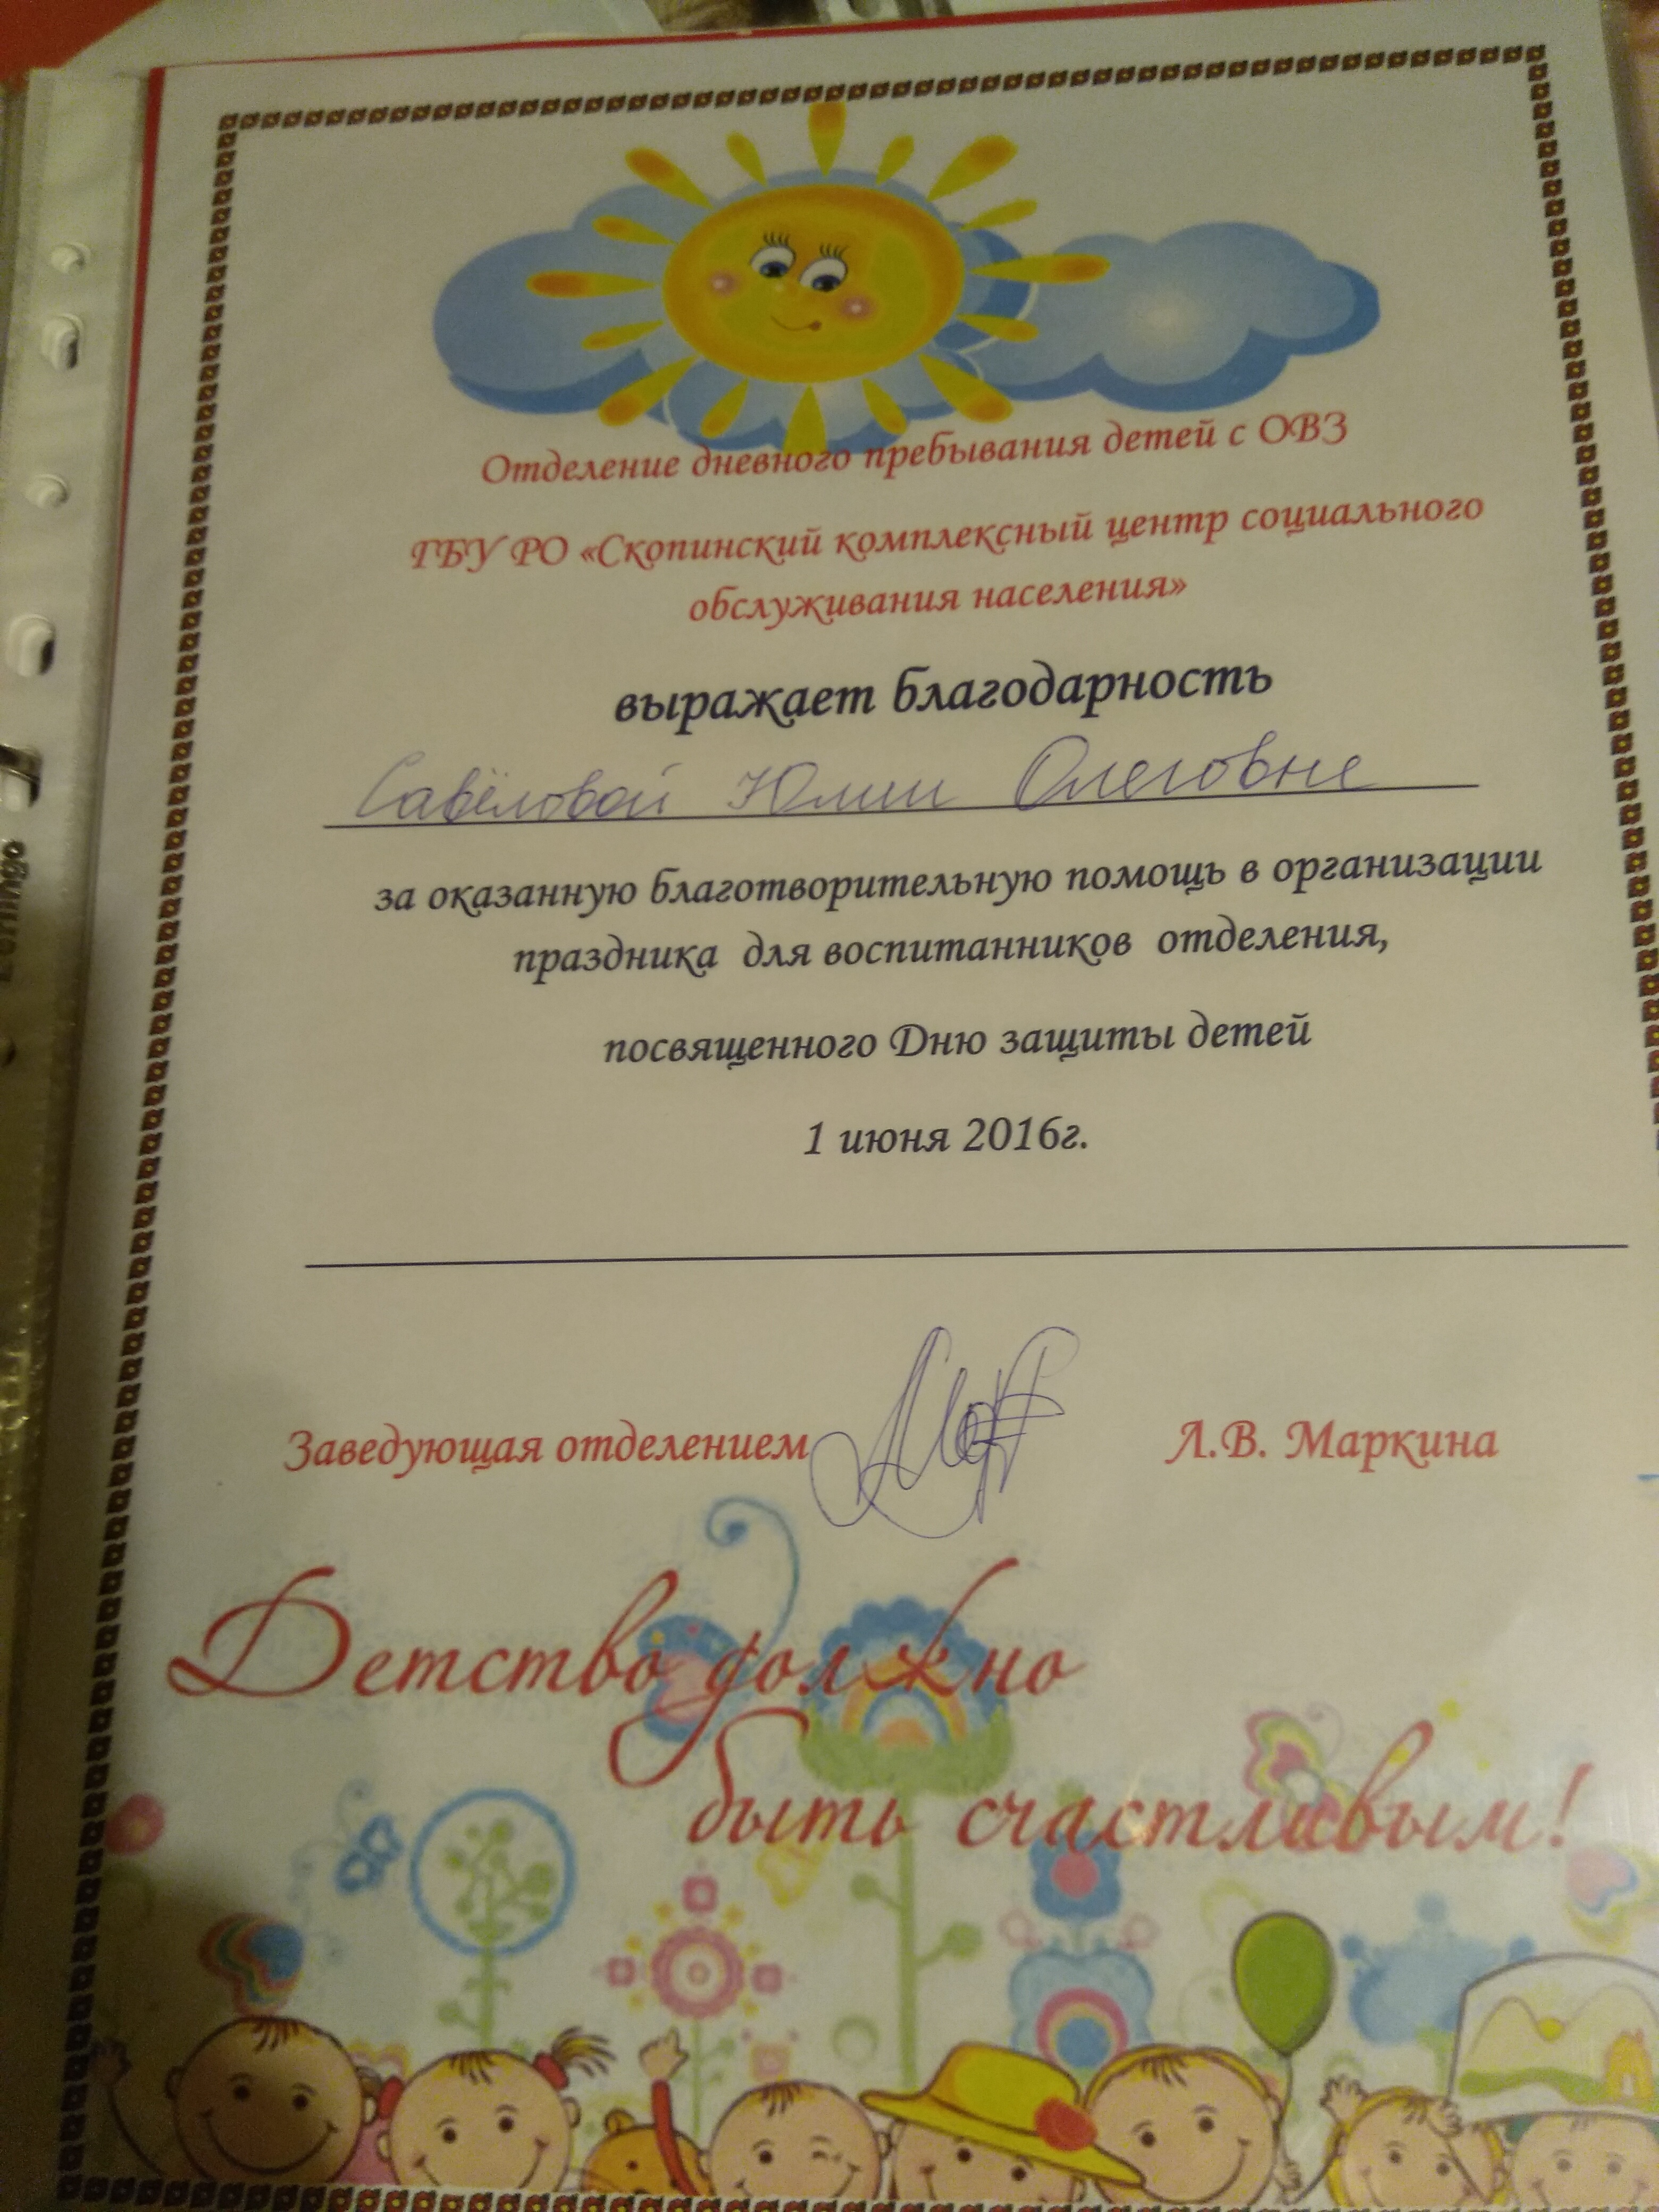 Отделение дневного пребывания детей с ОВЗ
ГБУ РО «Скопинский комплексный центр социального
обслуживания населения»
выражает благодарность
Савёловой Юлии Олеговне
за оказанную благотворительную помощь в организации
праздника для воспитанников отделения,
посвященного Дню защиты детей
1 июня 2016г.
Заведующая отделением Л.В. Маркина
Детство должно
быть счастливым!